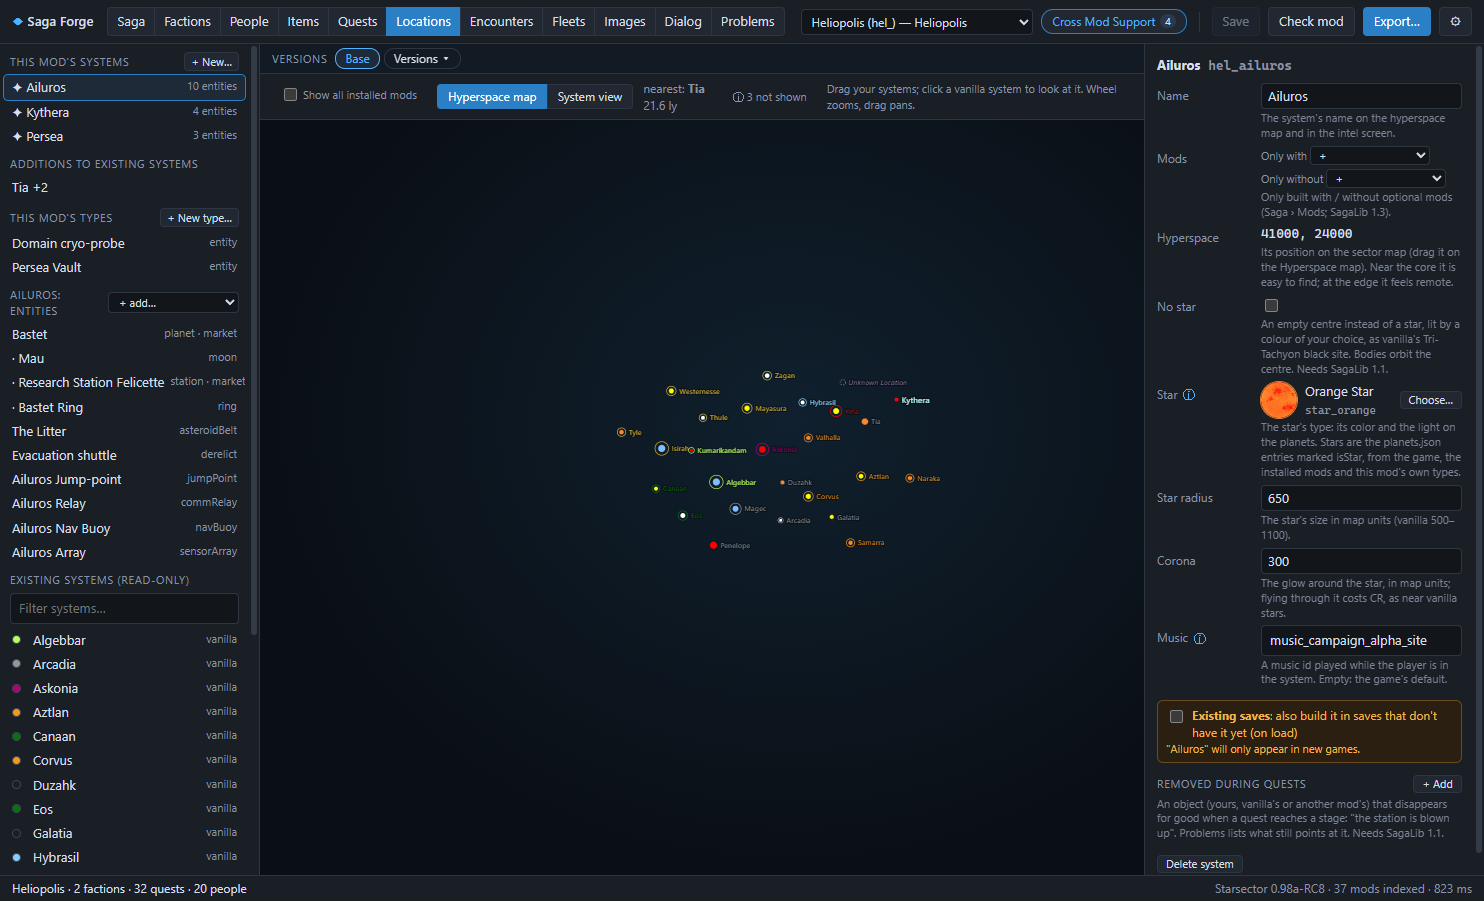 Saga Forge
Saga
Factions
People
Items
Quests
Locations
Encounters
Fleets
Images
Dialog
Problems
Heliopolis (hel_) — Heliopolis
Cross Mod Support 4
Save
Check mod
Export...
THIS MOD'S SYSTEMS
+ New...
Ailuros 10 entities
Kythera 4 entities
Persea 3 entities
ADDITIONS TO EXISTING SYSTEMS
Tia +2
THIS MOD'S TYPES
+ New type...
Domain cryo-probe entity
Persea Vault entity
AILUROS:
ENTITIES
+ add...
Bastet planet · market
· Mau moon
· Research Station Felicette station · market
· Bastet Ring ring
The Litter asteroidBelt
Evacuation shuttle derelict
Ailuros Jump-point jumpPoint
Ailuros Relay commRelay
Ailuros Nav Buoy navBuoy
Ailuros Array sensorArray
EXISTING SYSTEMS (READ-ONLY)
Filter systems...
Algebbar vanilla
Arcadia vanilla
Askonia vanilla
Aztlan vanilla
Canaan vanilla
Corvus vanilla
Duzahk vanilla
Eos vanilla
Galatia vanilla
Hybrasil vanilla
VERSIONS
Base
Versions
Show all installed mods
Hyperspace map
System view
nearest: Tia
21.6 ly
3 not shown
Drag your systems; click a vanilla system to look at it. Wheel
zooms, drag pans.
Zagan
Unknown Location
Westernesse
Hybrasil
Kythera
Mayasura
Thule
Tia
Tyle
Valhalla
Kumarikandam
Askonia
Aztlan
Naraka
Algebbar
Duzahk
Canaan
Corvus
Magec
Eos
Arcadia
Galatia
Penelope
Samarra
Ailuros hel_ailuros
Name
Ailuros
The system's name on the hyperspace
map and in the intel screen.
Mods
Only with +
Only without +
Only built with / without optional mods
(Saga › Mods; SagaLib 1.3).
Hyperspace
41000, 24000
Its position on the sector map (drag it on
the Hyperspace map). Near the core it is
easy to find; at the edge it feels remote.
No star
An empty centre instead of a star, lit by a
colour of your choice, as vanilla's Tri-
Tachyon black site. Bodies orbit the
centre. Needs SagaLib 1.1.
Star
Orange Star
star_orange
Choose...
The star's type: its color and the light on
the planets. Stars are the planets.json
entries marked isStar, from the game, the
installed mods and this mod's own types.
Star radius
650
The star's size in map units (vanilla 500–
1100).
Corona
300
The glow around the star, in map units;
flying through it costs CR, as near vanilla
stars.
Music
music_campaign_alpha_site
A music id played while the player is in
the system. Empty: the game's default.
Existing saves: also build it in saves that don't
have it yet (on load)
"Ailuros" will only appear in new games.
REMOVED DURING QUESTS
+ Add
An object (yours, vanilla's or another mod's) that disappears
for good when a quest reaches a stage: "the station is blown
up". Problems lists what still points at it. Needs SagaLib 1.1.
Delete system
Heliopolis · 2 factions · 32 quests · 20 people
Starsector 0.98a-RC8 · 37 mods indexed · 823 ms